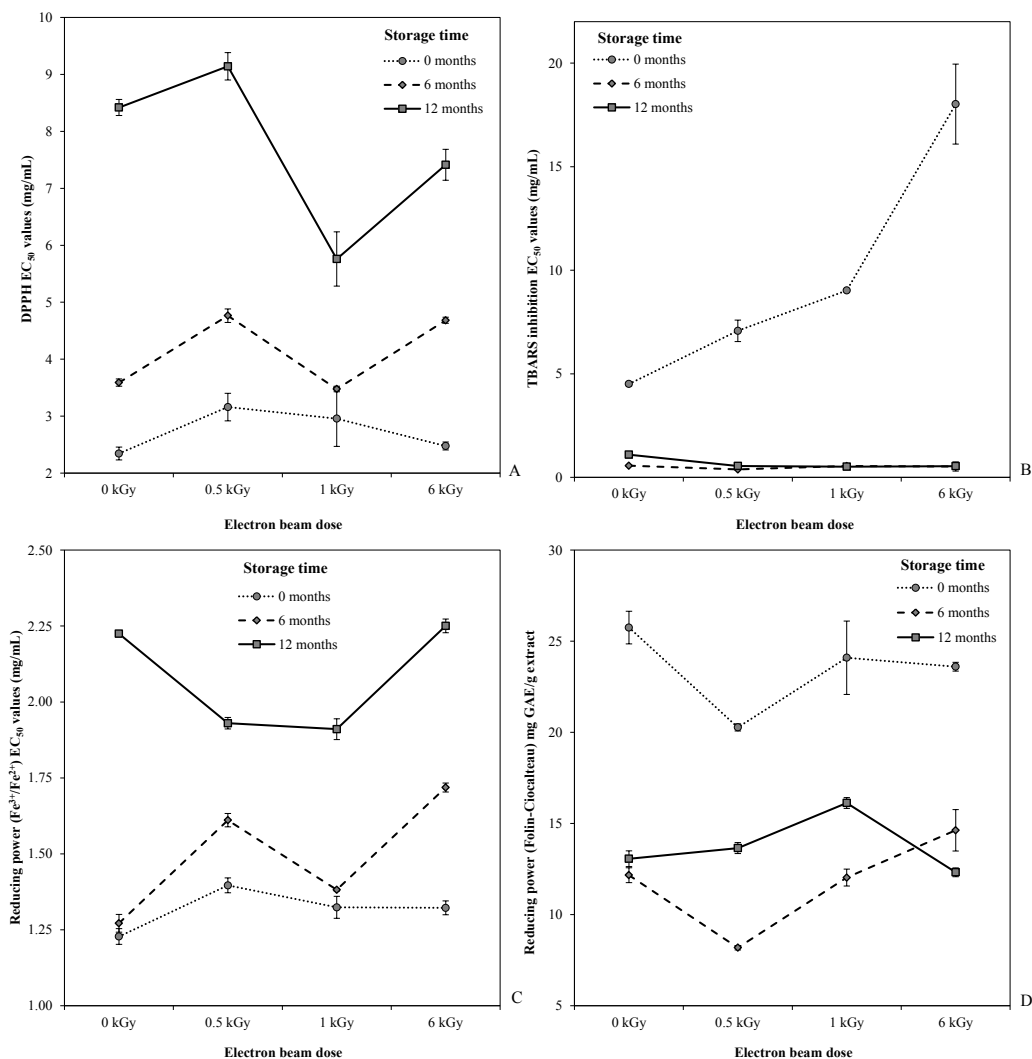 10
9
8
7
6
5
4
3
2
DPPH EC₅₀ values (mg/mL)
Storage time
0 months
6 months
12 months
0 kGy 0.5 kGy 1 kGy 6 kGy
Electron beam dose
A
20
15
10
5
0
TBARS inhibition EC₅₀ values (mg/mL)
Storage time
0 months
6 months
12 months
0 kGy 0.5 kGy 1 kGy 6 kGy
Electron beam dose
B
2.50
2.25
2.00
1.75
1.50
1.25
1.00
Reducing power (Fe³⁺/Fe²⁺) EC₅₀ values (mg/mL)
Storage time
0 months
6 months
12 months
0 kGy 0.5 kGy 1 kGy 6 kGy
Electron beam dose
C
30
25
20
15
10
5
Reducing power (Folin-Ciocalteau) mg GAE/g extract
Storage time
0 months
6 months
12 months
0 kGy 0.5 kGy 1 kGy 6 kGy
Electron beam dose
D